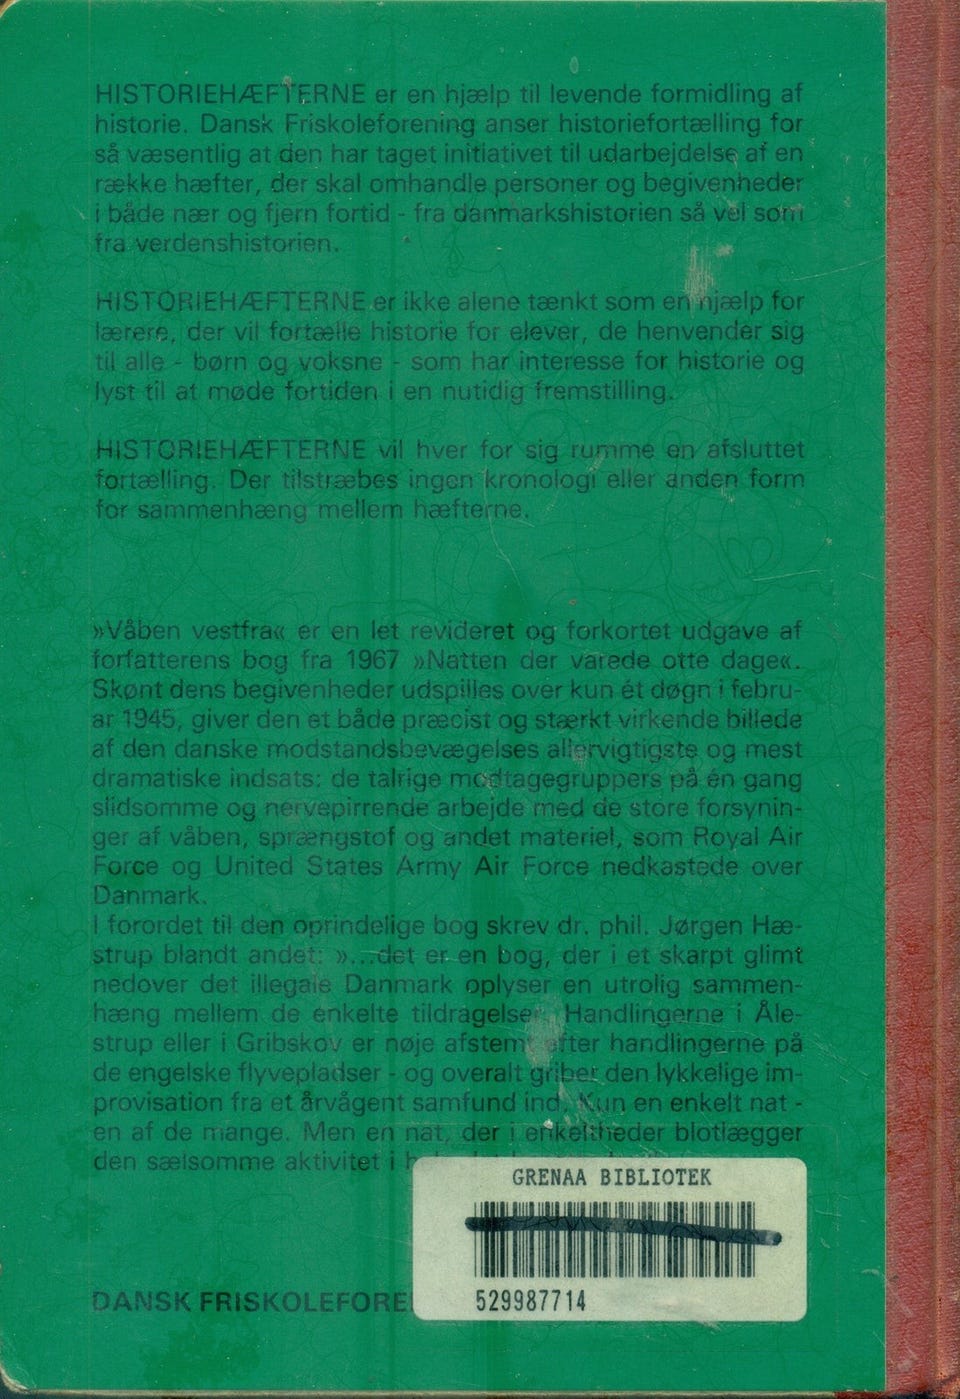 HISTORIEHÆFTERNE er en hjælp til levende formidling af
historie. Dansk Friskoleforening anser historiefortælling for
så væsentlig at den har taget initiativet til udarbejdelse af en
række hæfter, der skal omhandle personer og begivenheder
i både nær og fjern fortid - fra danmarkshistorien så vel som
fra verdenshistorien.
HISTORIEHÆFTERNE er ikke alene tænkt som en hjælp for
lærere, der vil fortælle historie for elever, de henvender sig
til alle - børn og voksne - som har interesse for historie og
lyst til at møde fortiden i en nutidig fremstilling.
HISTORIEHÆFTERNE vil hver for sig rumme en afsluttet
fortælling. Der tilstræbes ingen kronologi eller anden form
for sammenhæng mellem hæfterne.
»Våben vestfra« er en let revideret og forkortet udgave af
forfatterens bog fra 1967 »Natten der varede otte dage«.
Skønt dens begivenheder udspilles over kun ét døgn i febru-
ar 1945, giver den et både præcist og stærkt virkende billede
af den danske modstandsbevægelses allervigtigste og mest
dramatiske indsats: de talrige modtagegruppers på én gang
slidsomme og nervepirrende arbejde med de store forsynin-
ger af våben, sprængstof og andet materiel, som Royal Air
Force og United States Army Air Force nedkastede over
Danmark.
I forordet til den oprindelige bog skrev dr. phil. Jørgen Hæ-
strup blandt andet: »...det er en bog, der i et skarpt glimt
nedover det illegale Danmark oplyser en utrolig sammen-
hæng mellem de enkelte tildragelser. Handlingerne i Åle-
strup eller i Gribskov er nøje afstemt efter handlingerne på
de engelske flyvepladser - og overalt griber den lykkelige im-
provisation fra et årvågent samfund ind. Kun en enkelt nat -
en af de mange. Men en nat, der i enkeltheder blotlægger
den sælsomme aktivitet i
GRENAA BIBLIOTEK
529987714
DANSK FRISKOLEFORE